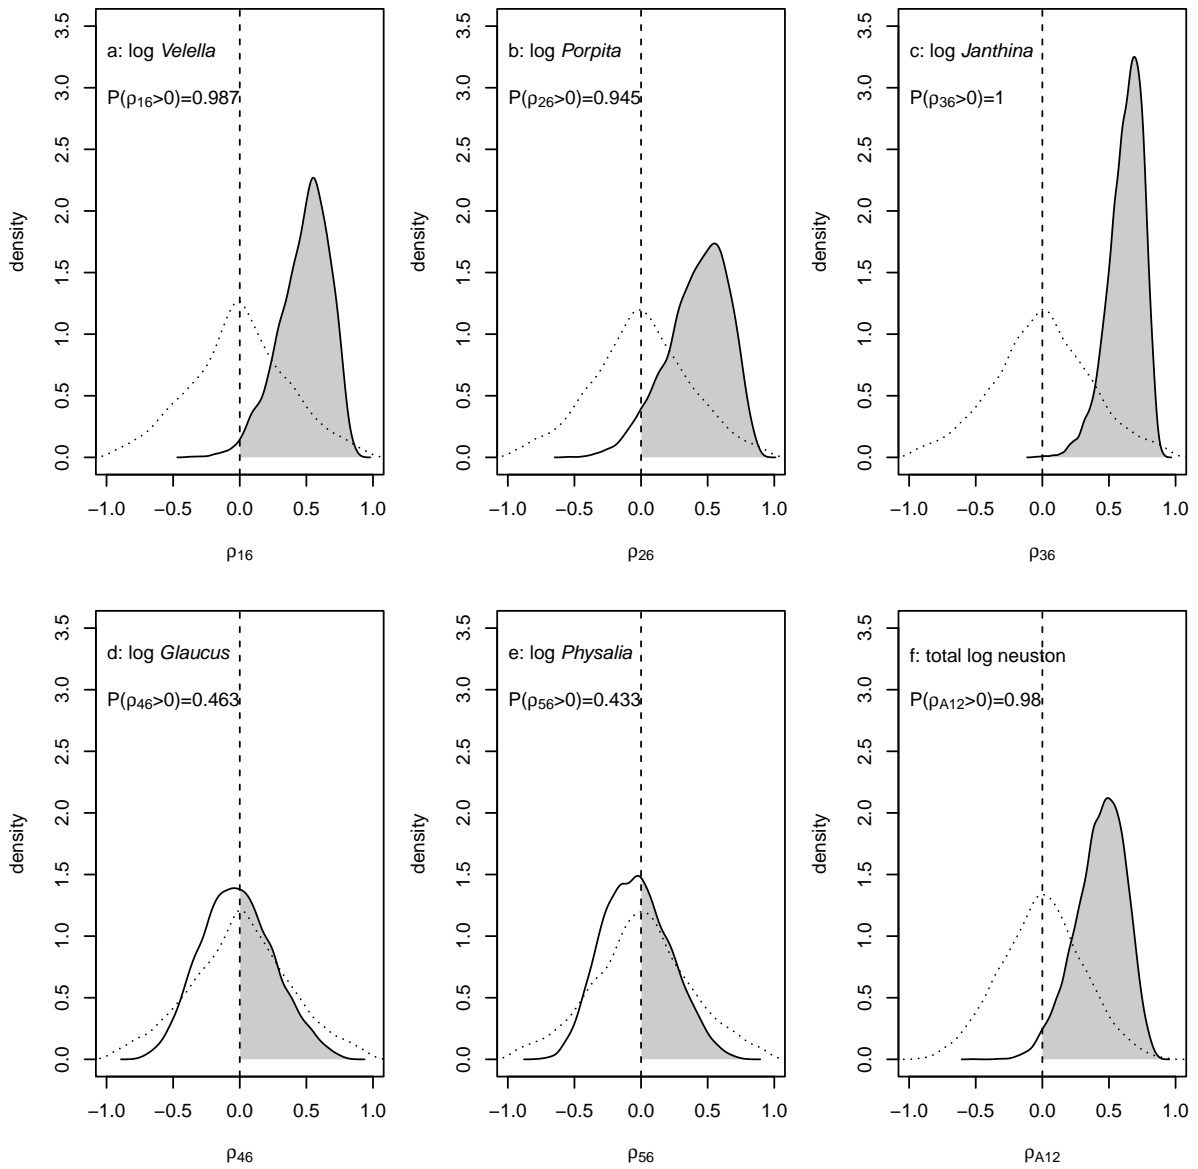 a: log Velella
P(ρ16>0)=0.987
density
0.0 0.5 1.0 1.5 2.0 2.5 3.0 3.5
−1.0 −0.5 0.0 0.5 1.0
ρ16
b: log Porpita
P(ρ26>0)=0.945
density
0.0 0.5 1.0 1.5 2.0 2.5 3.0 3.5
−1.0 −0.5 0.0 0.5 1.0
ρ26
c: log Janthina
P(ρ36>0)=1
density
0.0 0.5 1.0 1.5 2.0 2.5 3.0 3.5
−1.0 −0.5 0.0 0.5 1.0
ρ36
d: log Glaucus
P(ρ46>0)=0.463
density
0.0 0.5 1.0 1.5 2.0 2.5 3.0 3.5
−1.0 −0.5 0.0 0.5 1.0
ρ46
e: log Physalia
P(ρ56>0)=0.433
density
0.0 0.5 1.0 1.5 2.0 2.5 3.0 3.5
−1.0 −0.5 0.0 0.5 1.0
ρ56
f: total log neuston
P(ρA12>0)=0.98
density
0.0 0.5 1.0 1.5 2.0 2.5 3.0 3.5
−1.0 −0.5 0.0 0.5 1.0
ρA12